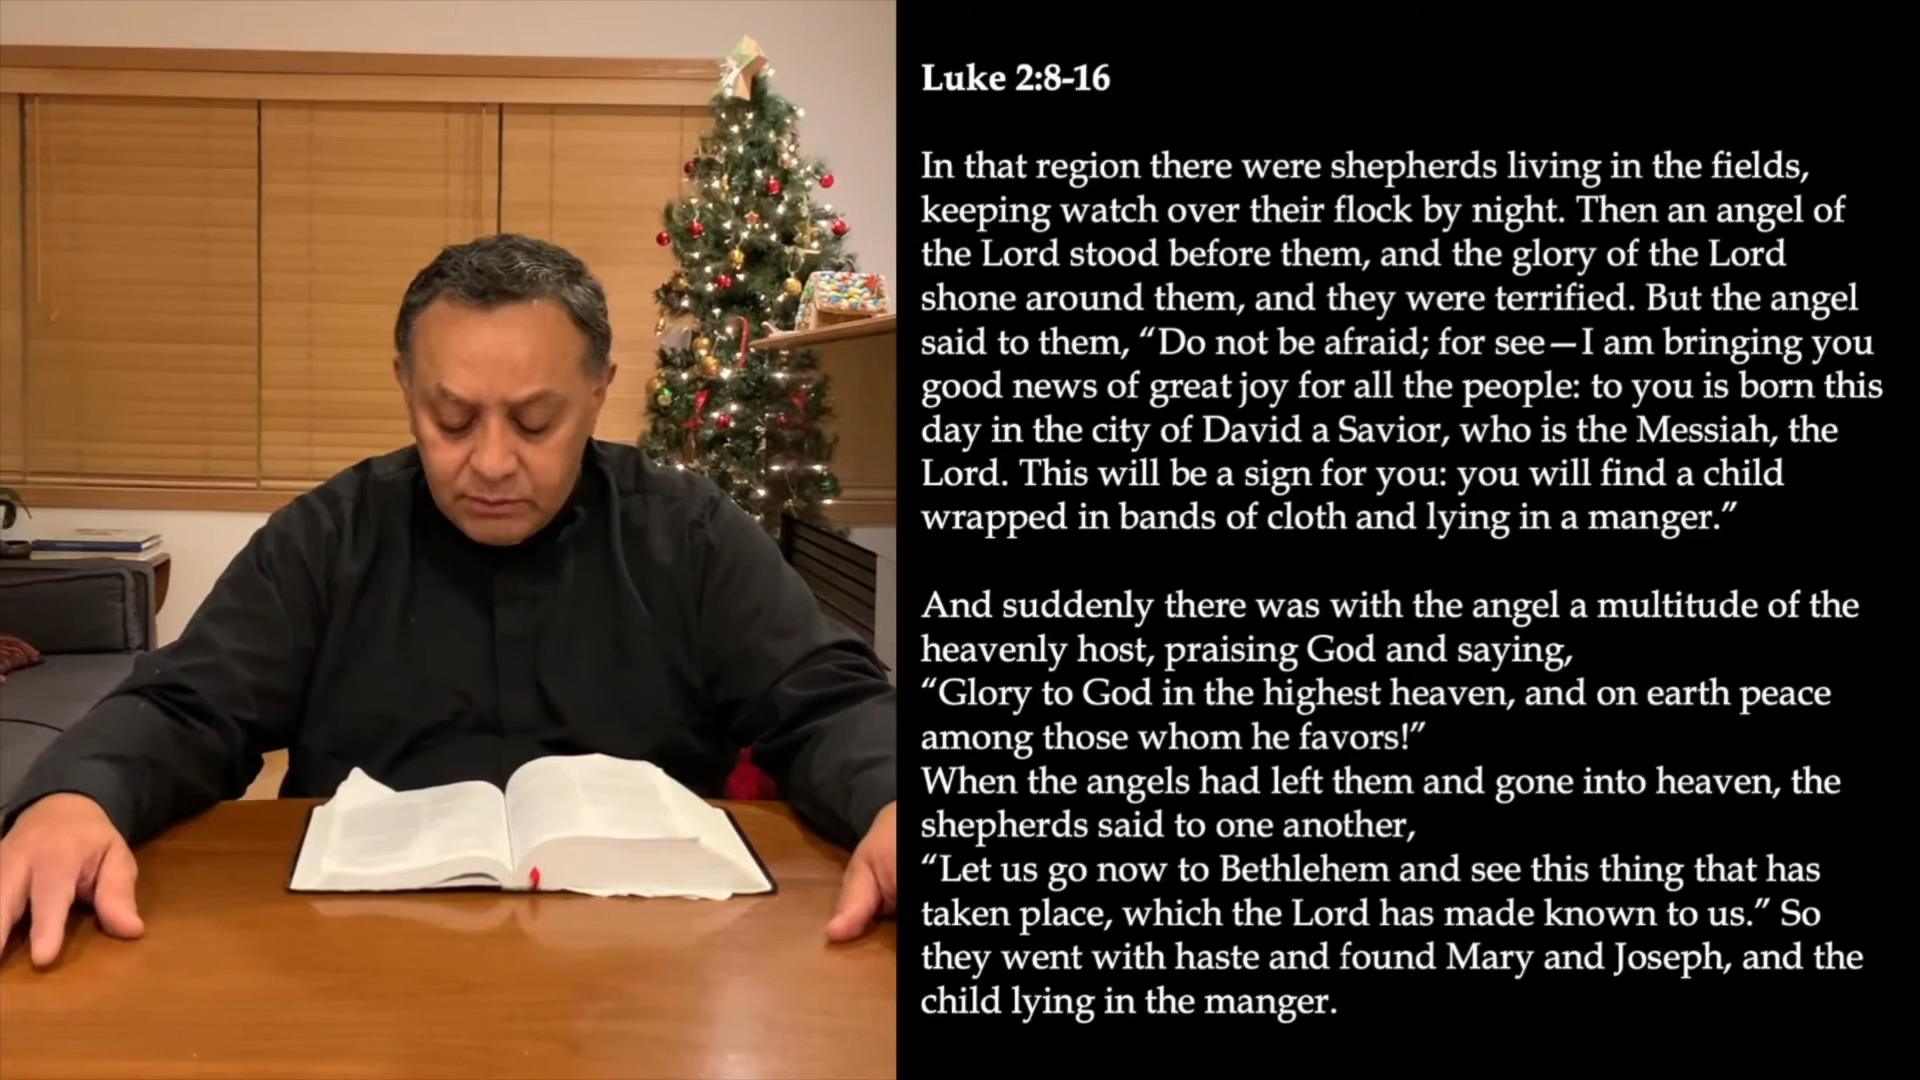 Luke 2:8-16
In that region there were shepherds living in the fields,
keeping watch over their flock by night. Then an angel of
the Lord stood before them, and the glory of the Lord
shone around them, and they were terrified. But the angel
said to them, “Do not be afraid; for see—I am bringing you
good news of great joy for all the people: to you is born this
day in the city of David a Savior, who is the Messiah, the
Lord. This will be a sign for you: you will find a child
wrapped in bands of cloth and lying in a manger.”
And suddenly there was with the angel a multitude of the
heavenly host, praising God and saying,
“Glory to God in the highest heaven, and on earth peace
among those whom he favors!”
When the angels had left them and gone into heaven, the
shepherds said to one another,
“Let us go now to Bethlehem and see this thing that has
taken place, which the Lord has made known to us.” So
they went with haste and found Mary and Joseph, and the
child lying in the manger.